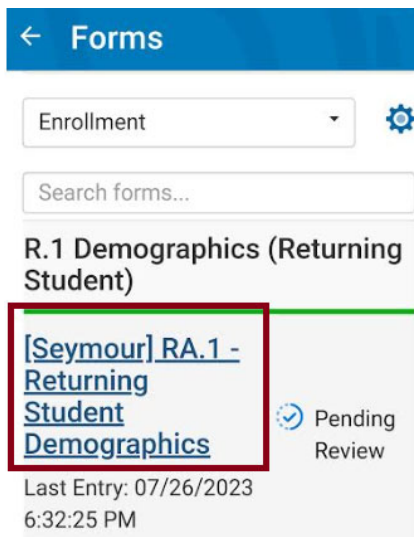 Forms
Enrollment
Search forms...
R.1 Demographics (Returning
Student)
[Seymour] RA.1 -
Returning
Student
Demographics
Pending
Review
Last Entry: 07/26/2023
6:32:25 PM